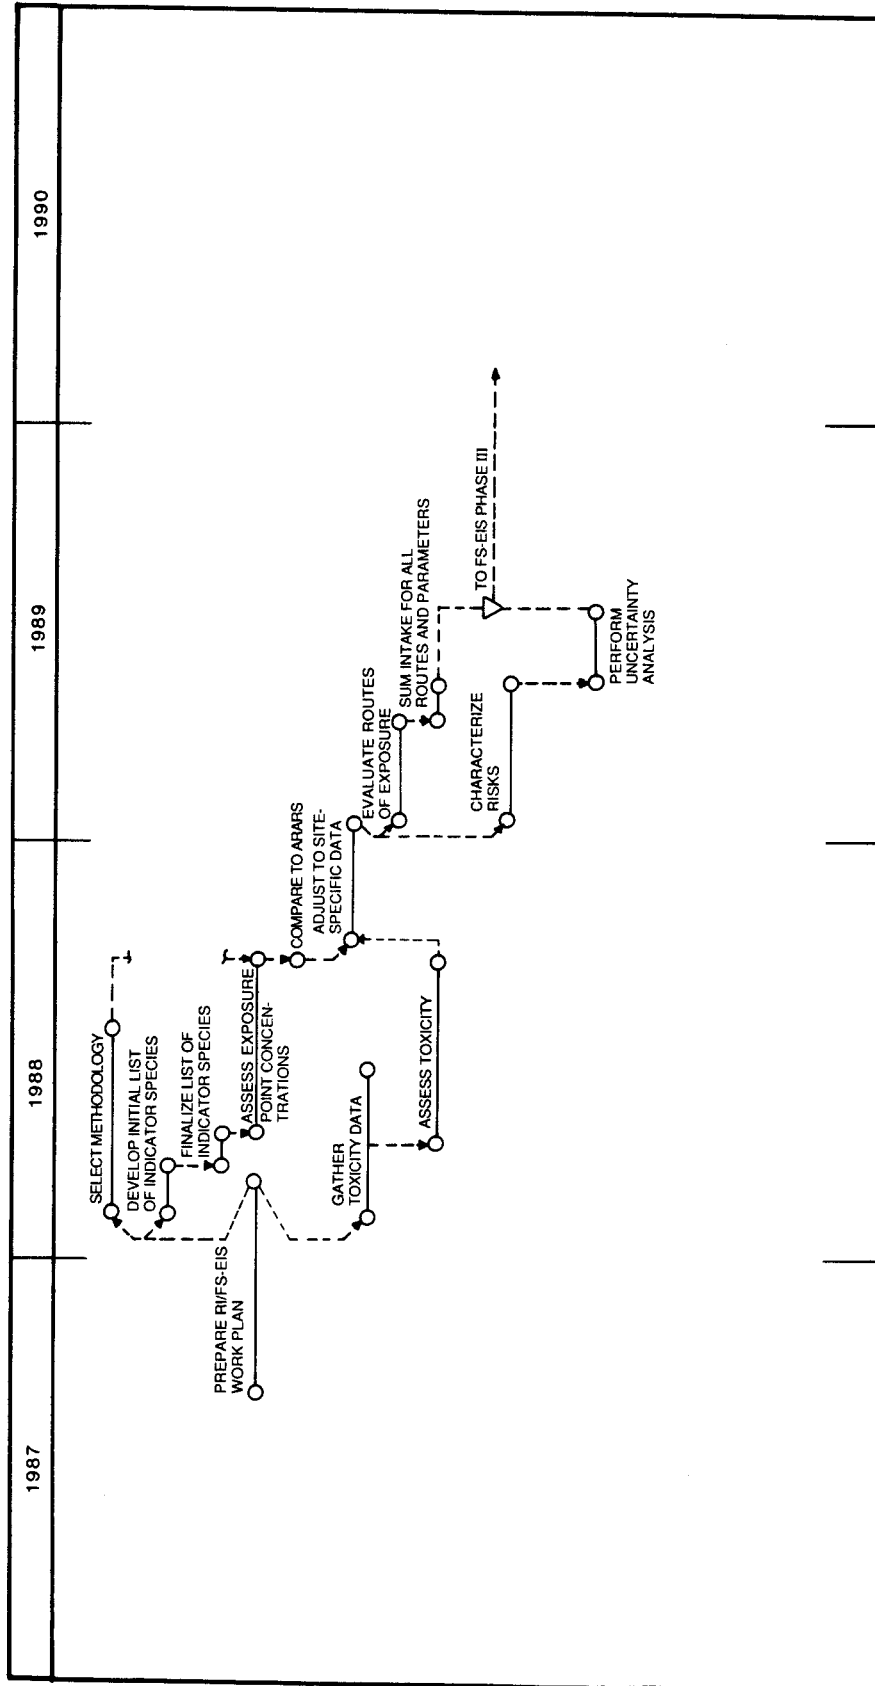 1987
1988
1989
1990
SELECT METHODOLOGY
DEVELOP INITIAL LIST
OF INDICATOR SPECIES
FINALIZE LIST OF
INDICATOR SPECIES
PREPARE RI/FS-EIS
WORK PLAN
ASSESS EXPOSURE
POINT CONCEN-
TRATIONS
COMPARE TO ARARS
ADJUST TO SITE-
SPECIFIC DATA
GATHER
TOXICITY DATA
EVALUATE ROUTES
OF EXPOSURE
SUM INTAKE FOR ALL
ROUTES AND PARAMETERS
ASSESS TOXICITY
CHARACTERIZE
RISKS
TO FS-EIS PHASE III
PERFORM
UNCERTAINTY
ANALYSIS